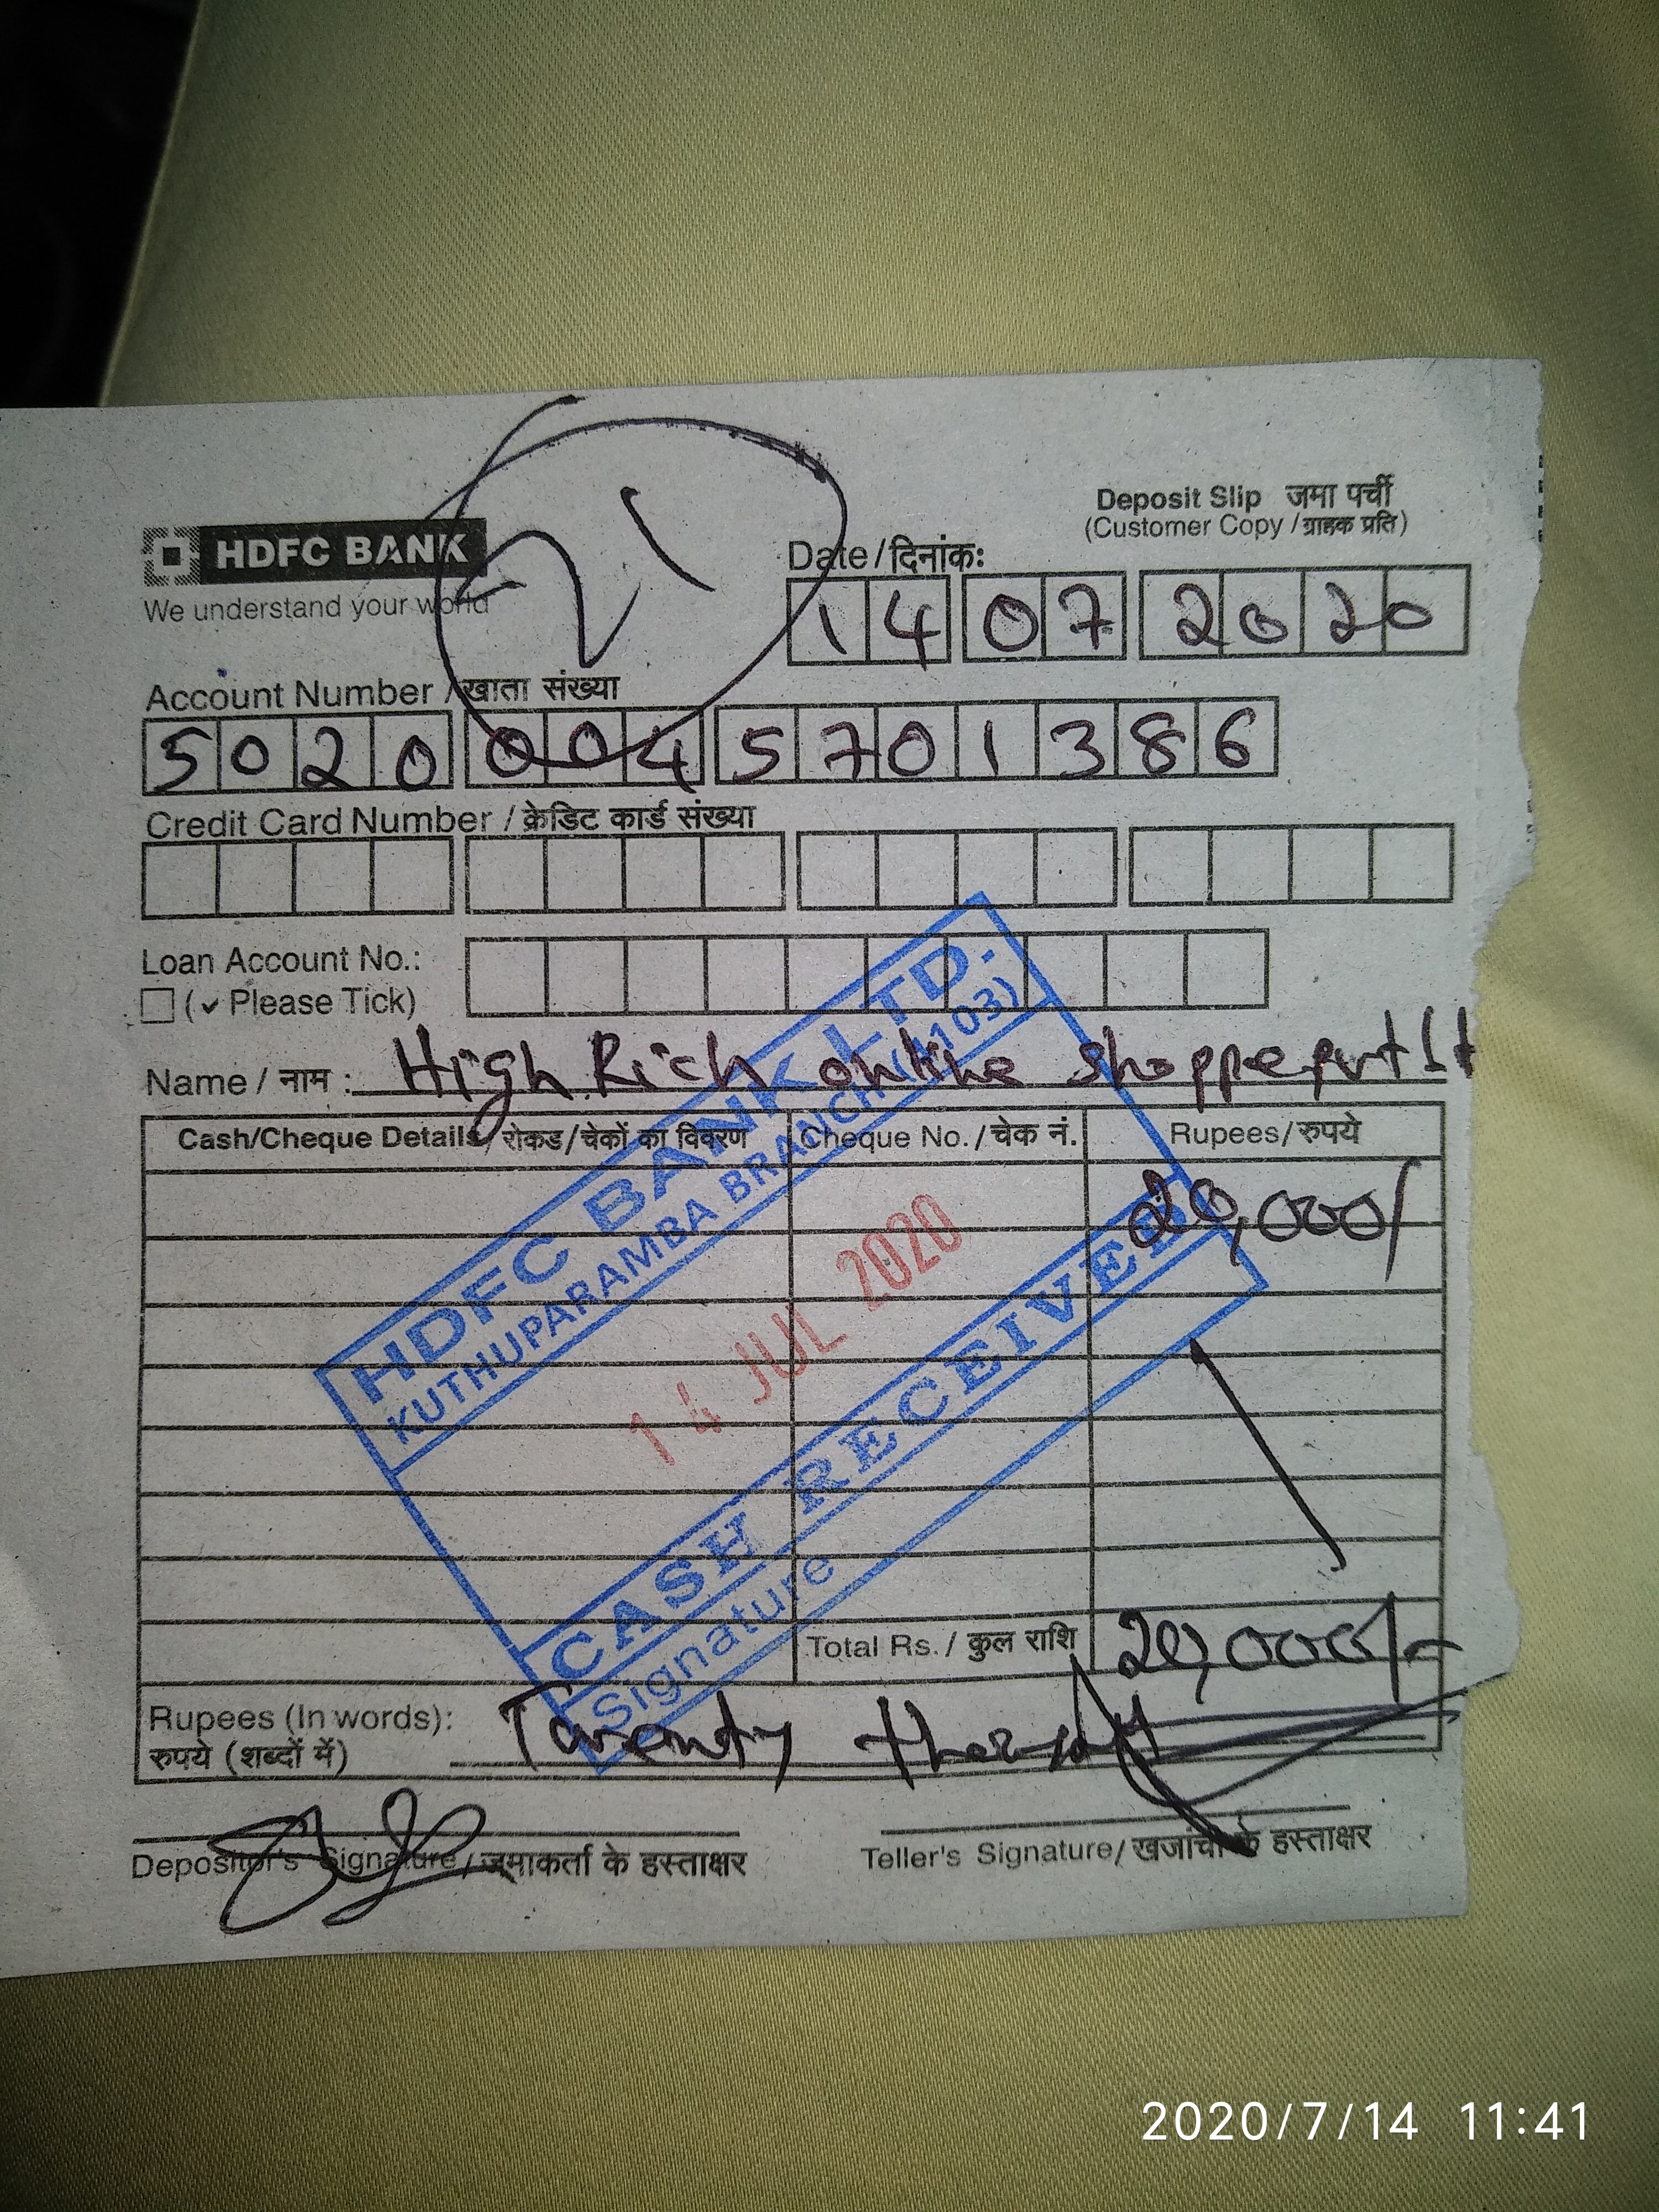 Deposit Slip जमा पर्ची
(Customer Copy / ग्राहक प्रति)
HDFC BANK
We understand your world
Date / दिनांक:
14 07 2020
Account Number / खाता संख्या
5020 004 5701386
Credit Card Number / क्रेडिट कार्ड संख्या
Loan Account No.:
(✓ Please Tick)
Name / नाम : High Rich online shoppe pvt lt
Cash/Cheque Details / रोकड/चेकों का विवरण Cheque No. / चेक नं. Rupees/रुपये
20,000/
HDFC BANK LTD.
KUTHUPARAMBA BRANCH (4103)
14 JUL 2020
CASH RECEIVED
Signature
Total Rs. / कुल राशि 20,000/-
Rupees (In words): Twenty
रुपये (शब्दों में)
Depositor's Signature / जमाकर्ता के हस्ताक्षर Teller's Signature / खजांची के हस्ताक्षर
2020/7/14 11:41